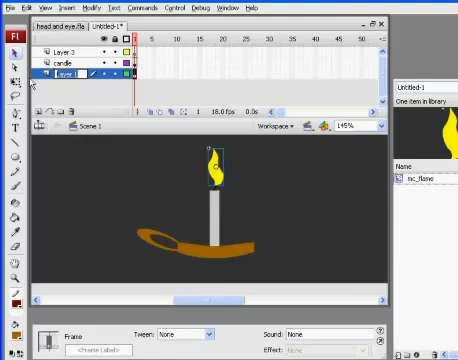 File Edit View Insert Modify Text Commands Control Debug Window Help
head and eye.fla Untitled-1*
Fl
1 5 10 15 20 25 30 35 40 45 50
Layer 3
candle
Layer 1
1 18.0 fps 0.0s
Scene 1 Workspace 145%
Untitled-1
One item in library
Name
mc_flame
Frame Tween: None Sound: None
<Frame Label> Effect: None